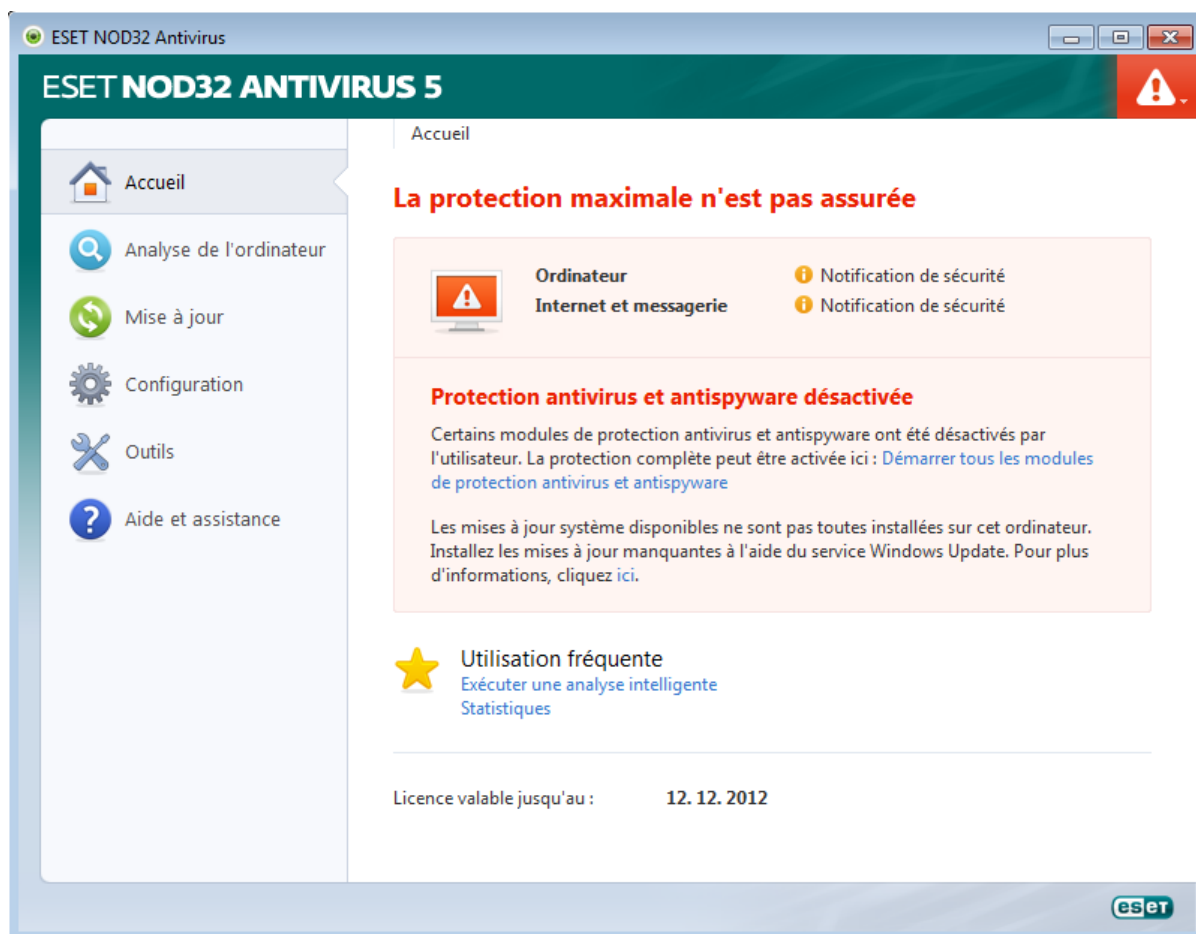 ESET NOD32 Antivirus
ESET NOD32 ANTIVIRUS 5
Accueil
Analyse de l'ordinateur
Mise à jour
Configuration
Outils
Aide et assistance
Accueil
La protection maximale n'est pas assurée
Ordinateur Notification de sécurité
Internet et messagerie Notification de sécurité
Protection antivirus et antispyware désactivée
Certains modules de protection antivirus et antispyware ont été désactivés par
l'utilisateur. La protection complète peut être activée ici : Démarrer tous les modules
de protection antivirus et antispyware
Les mises à jour système disponibles ne sont pas toutes installées sur cet ordinateur.
Installez les mises à jour manquantes à l'aide du service Windows Update. Pour plus
d'informations, cliquez ici.
Utilisation fréquente
Exécuter une analyse intelligente
Statistiques
Licence valable jusqu'au : 12. 12. 2012
eset